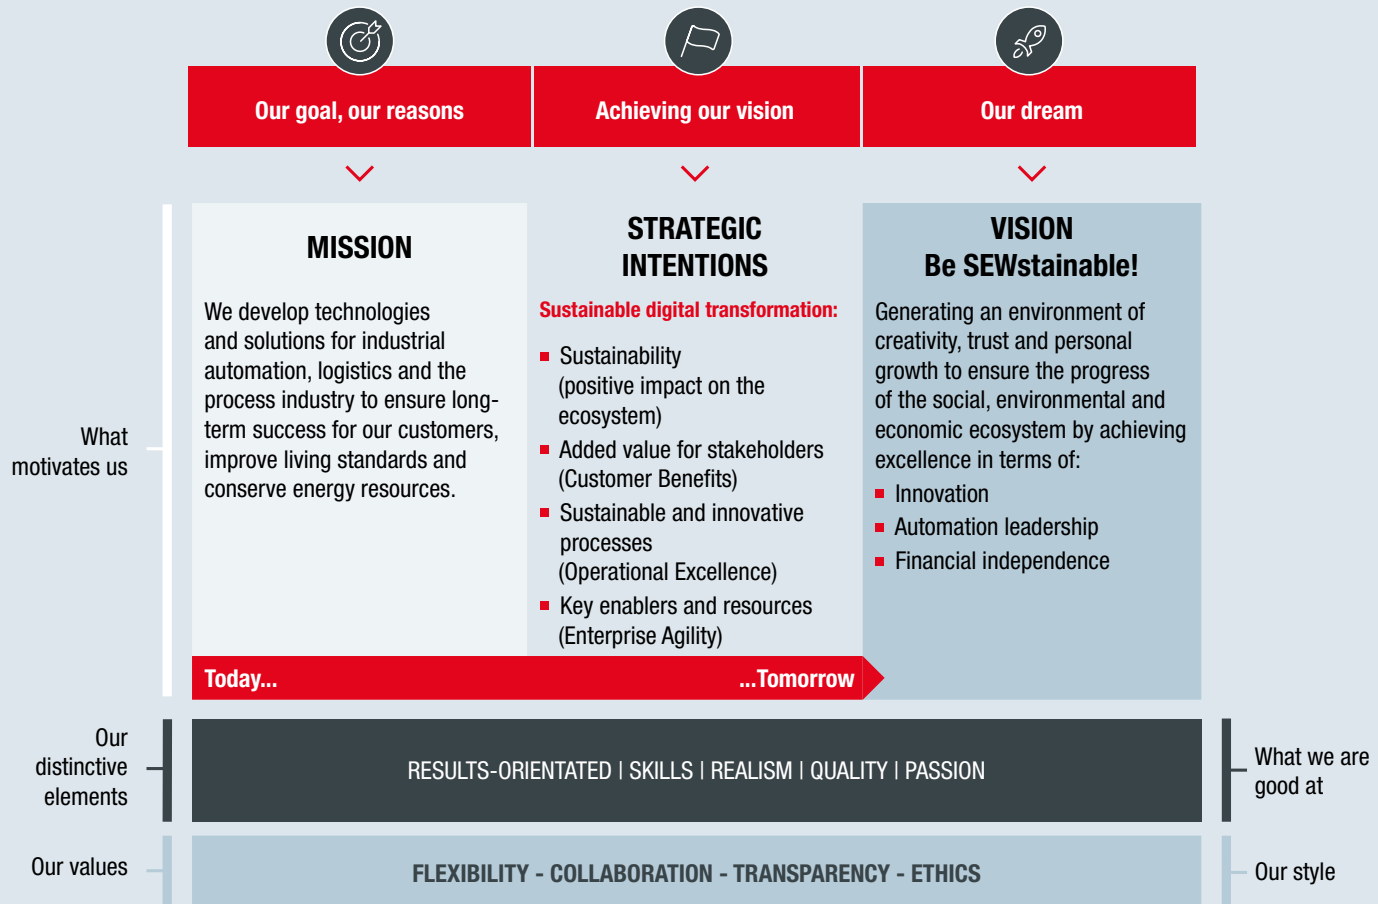 Our goal, our reasons
Achieving our vision
Our dream
What
motivates us
MISSION
We develop technologies
and solutions for industrial
automation, logistics and the
process industry to ensure long-
term success for our customers,
improve living standards and
conserve energy resources.
STRATEGIC
INTENTIONS
Sustainable digital transformation:
Sustainability
(positive impact on the
ecosystem)
Added value for stakeholders
(Customer Benefits)
Sustainable and innovative
processes
(Operational Excellence)
Key enablers and resources
(Enterprise Agility)
VISION
Be SEWstainable!
Generating an environment of
creativity, trust and personal
growth to ensure the progress
of the social, environmental and
economic ecosystem by achieving
excellence in terms of:
Innovation
Automation leadership
Financial independence
Today...
...Tomorrow
Our
distinctive
elements
RESULTS-ORIENTATED | SKILLS | REALISM | QUALITY | PASSION
What we are
good at
Our values
FLEXIBILITY - COLLABORATION - TRANSPARENCY - ETHICS
Our style